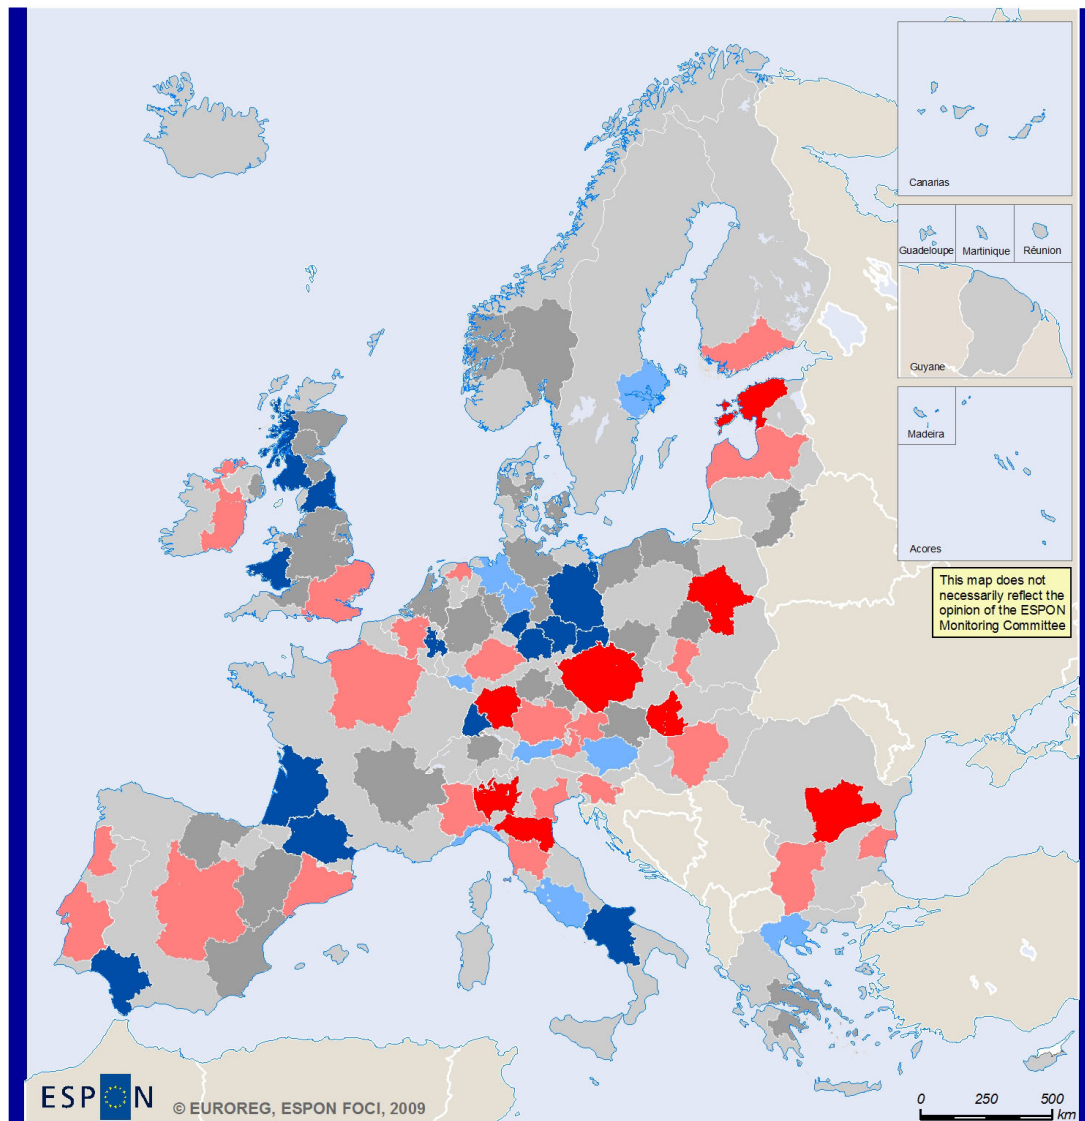 Canarias
Guadeloupe
Martinique
Réunion
Guyane
Madeira
Acores
This map does not
necessarily reflect the
opinion of the ESPON
Monitoring Committee
ESPON
© EUROREG, ESPON FOCI, 2009
0 250 500
km